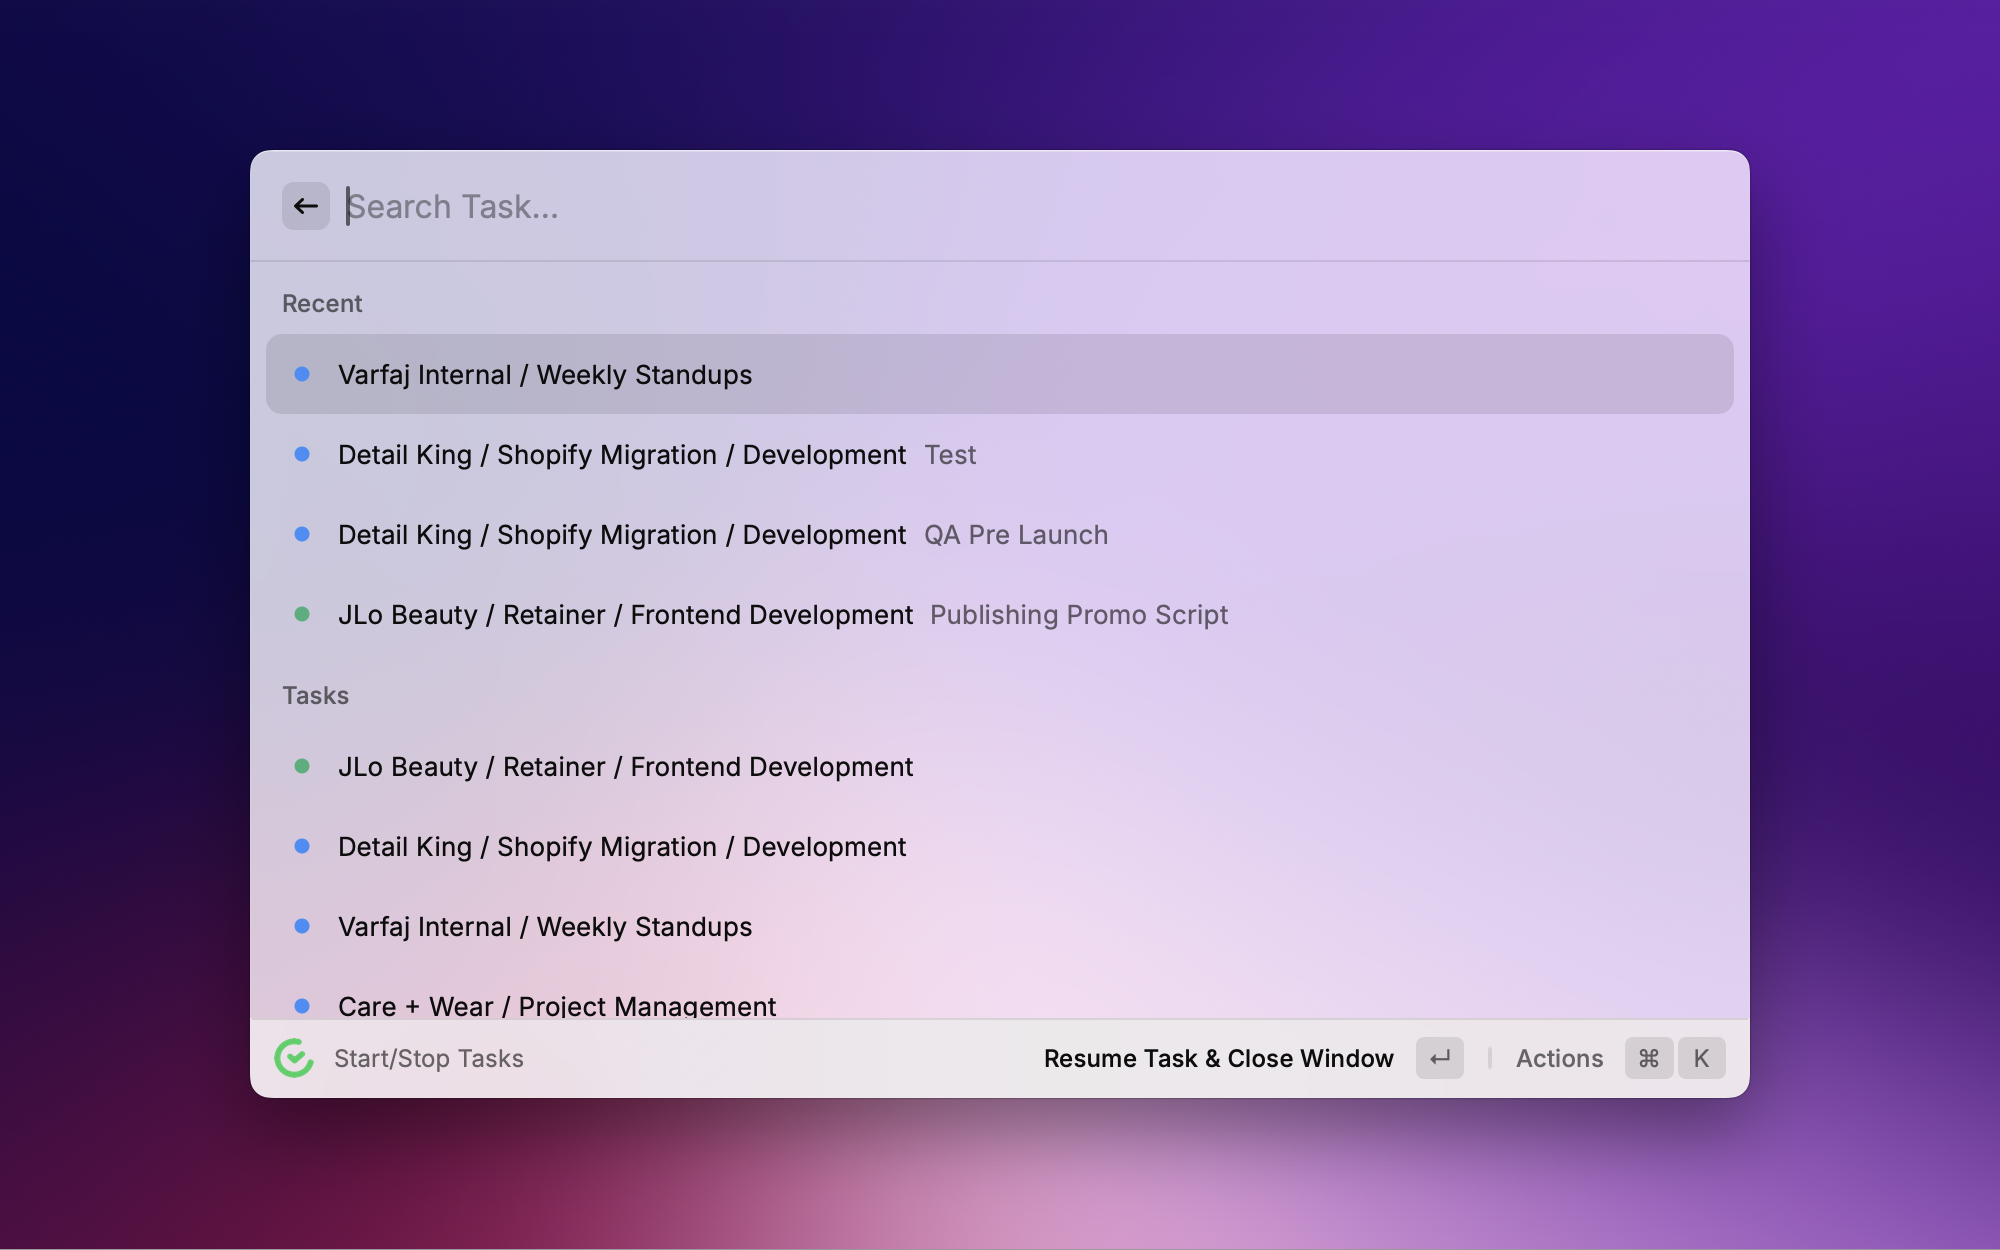 Search Task...
Recent
Varfaj Internal / Weekly Standups
Detail King / Shopify Migration / Development Test
Detail King / Shopify Migration / Development QA Pre Launch
JLo Beauty / Retainer / Frontend Development Publishing Promo Script
Tasks
JLo Beauty / Retainer / Frontend Development
Detail King / Shopify Migration / Development
Varfaj Internal / Weekly Standups
Care + Wear / Project Management
Start/Stop Tasks Resume Task & Close Window ↵ Actions ⌘ K